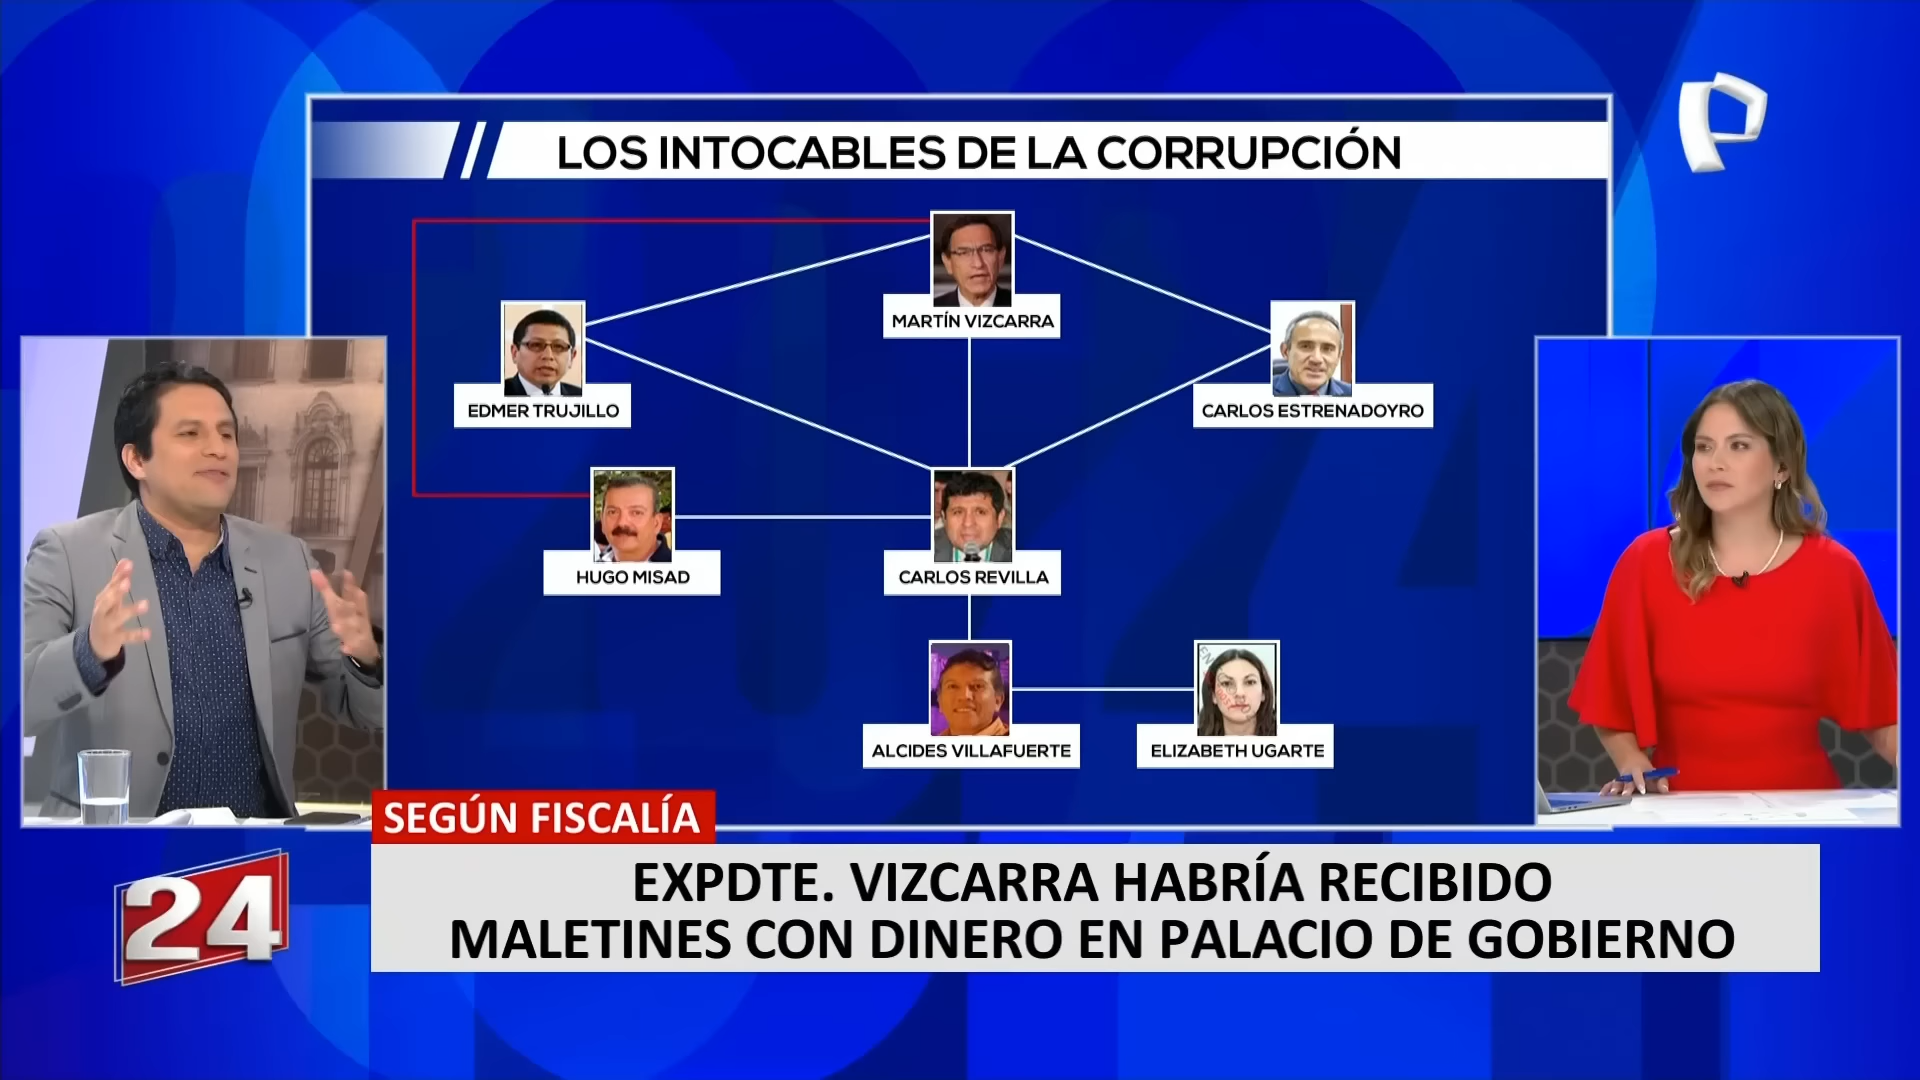 LOS INTOCABLES DE LA CORRUPCIÓN
MARTÍN VIZCARRA
EDMER TRUJILLO
CARLOS ESTRENADOYRO
HUGO MISAD
CARLOS REVILLA
ALCIDES VILLAFUERTE
ELIZABETH UGARTE
SEGÚN FISCALÍA
24
EXPDTE. VIZCARRA HABRÍA RECIBIDO
MALETINES CON DINERO EN PALACIO DE GOBIERNO